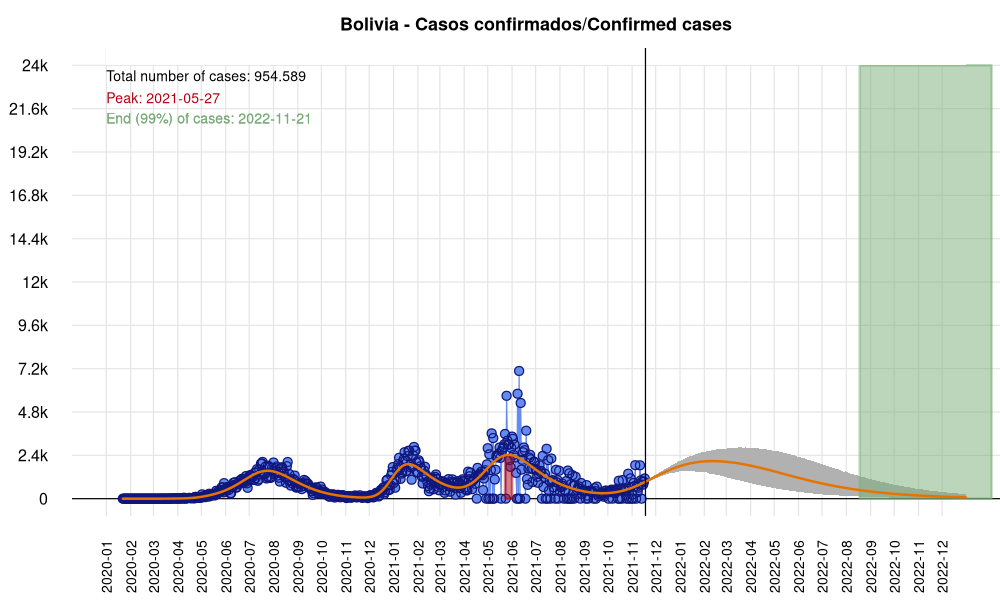 Bolivia - Casos confirmados/Confirmed cases
Total number of cases: 954.589
Peak: 2021-05-27
End (99%) of cases: 2022-11-21
24k
21.6k
19.2k
16.8k
14.4k
12k
9.6k
7.2k
4.8k
2.4k
0
2020-01
2020-02
2020-03
2020-04
2020-05
2020-06
2020-07
2020-08
2020-09
2020-10
2020-11
2020-12
2021-01
2021-02
2021-03
2021-04
2021-05
2021-06
2021-07
2021-08
2021-09
2021-10
2021-11
2021-12
2022-01
2022-02
2022-03
2022-04
2022-05
2022-06
2022-07
2022-08
2022-09
2022-10
2022-11
2022-12